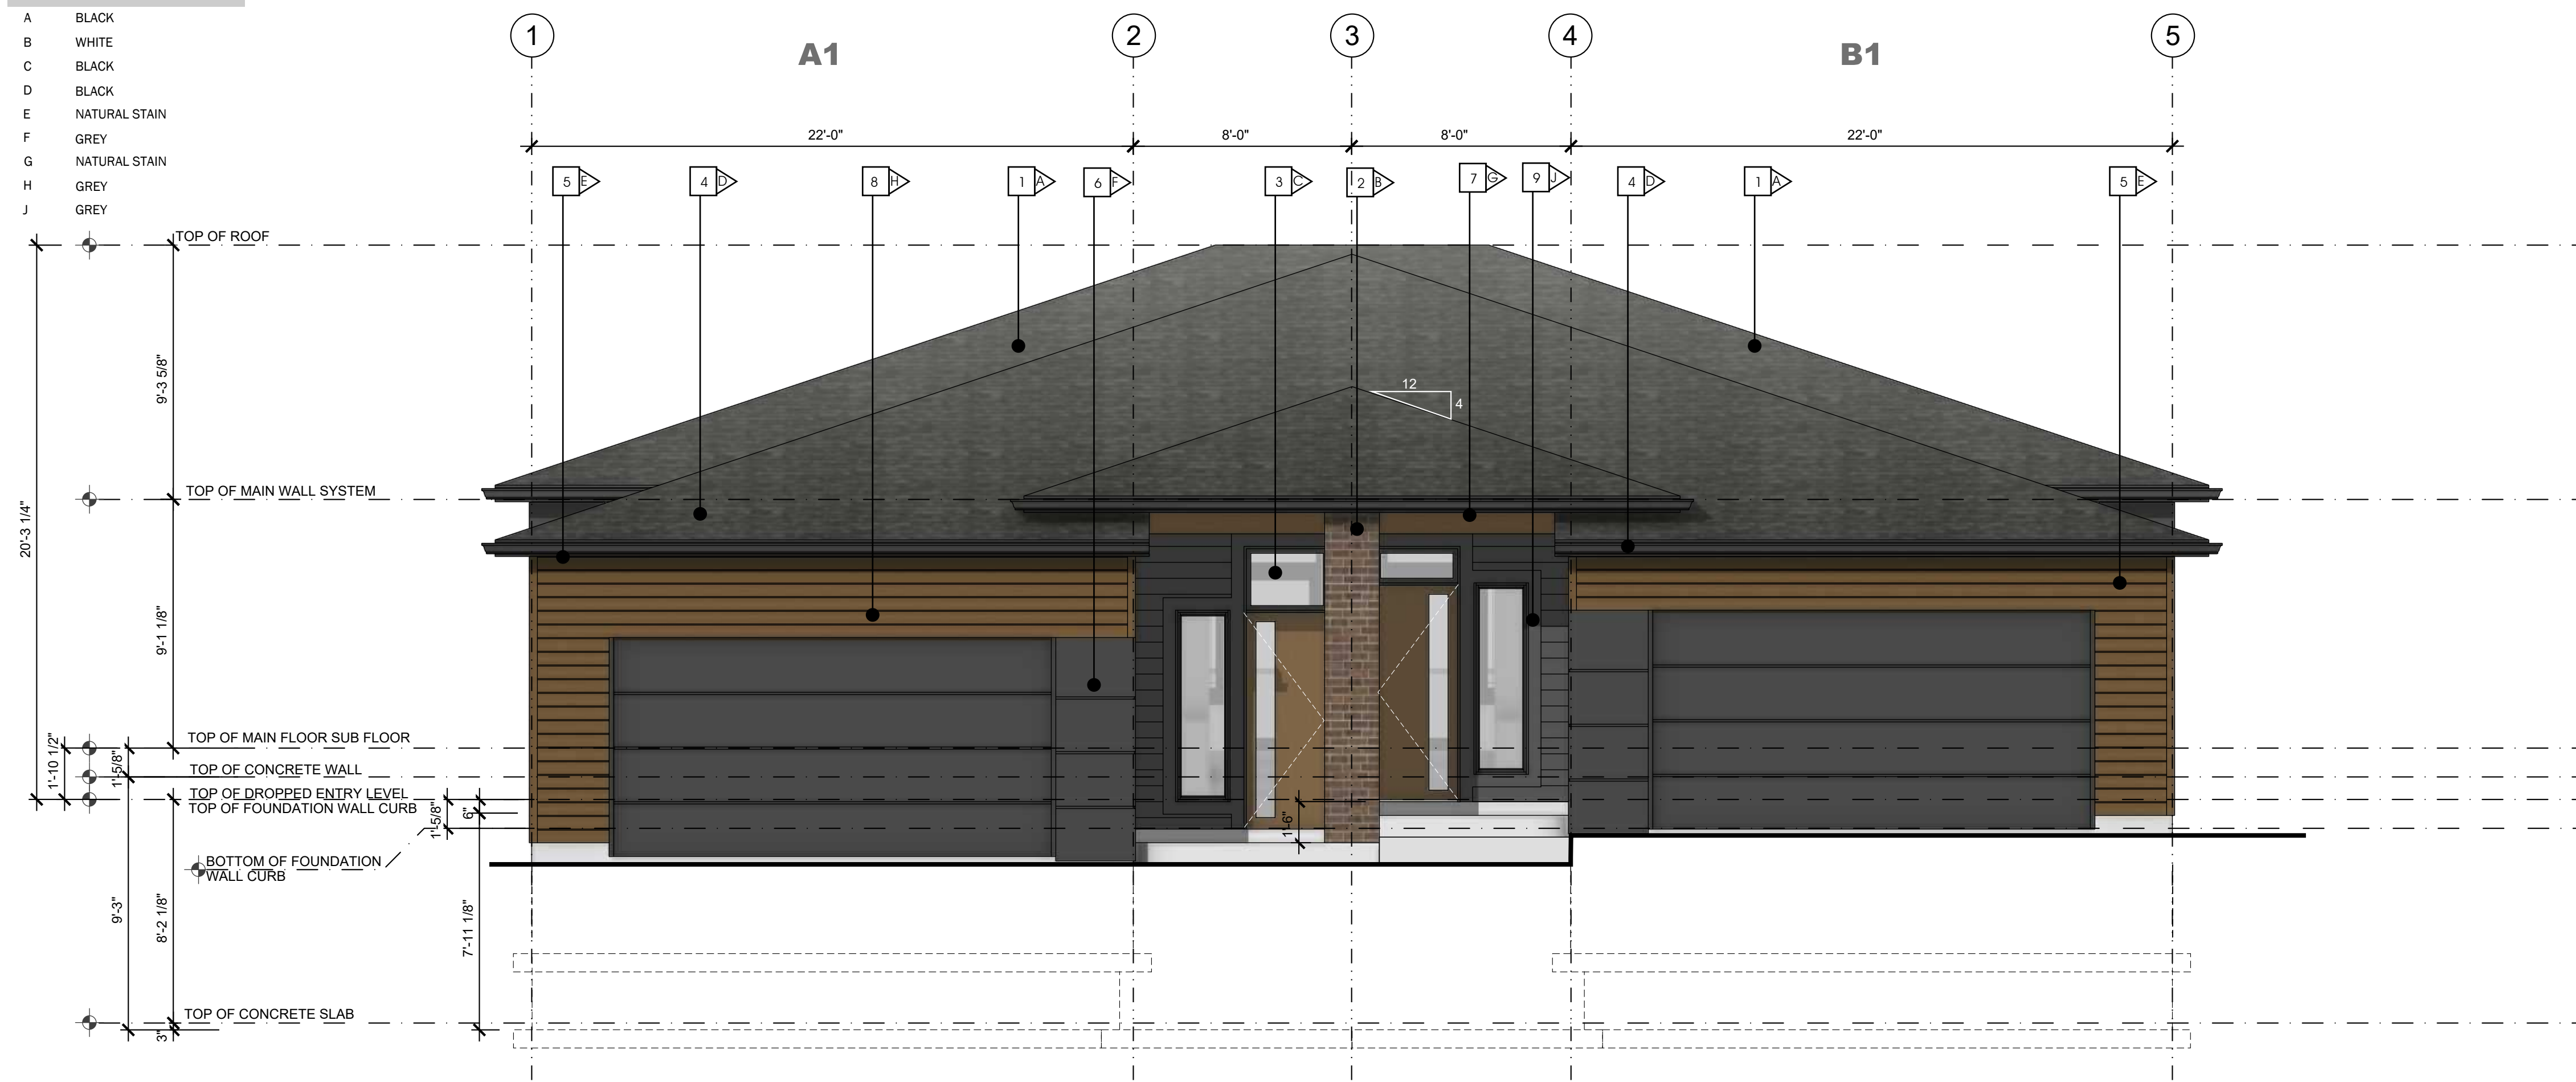 A BLACK
B WHITE
C BLACK
D BLACK
E NATURAL STAIN
F GREY
G NATURAL STAIN
H GREY
J GREY
1 2 3 4 5
A1 B1
22'-0" 8'-0" 8'-0" 22'-0"
5 E 4 D 8 H 1 A 6 F 3 C 2 B 7 G 9 J 4 D 1 A 5 E
TOP OF ROOF
9'-3 5/8"
12
4
TOP OF MAIN WALL SYSTEM
20'-3 1/4"
9'-1 1/8"
TOP OF MAIN FLOOR SUB FLOOR
1'-10 1/2"
1'-5/8"
TOP OF CONCRETE WALL
TOP OF DROPPED ENTRY LEVEL
TOP OF FOUNDATION WALL CURB
1'-5/8"
6"
1'-6"
BOTTOM OF FOUNDATION
WALL CURB
9'-3"
8'-2 1/8"
7'-11 1/8"
TOP OF CONCRETE SLAB
3"